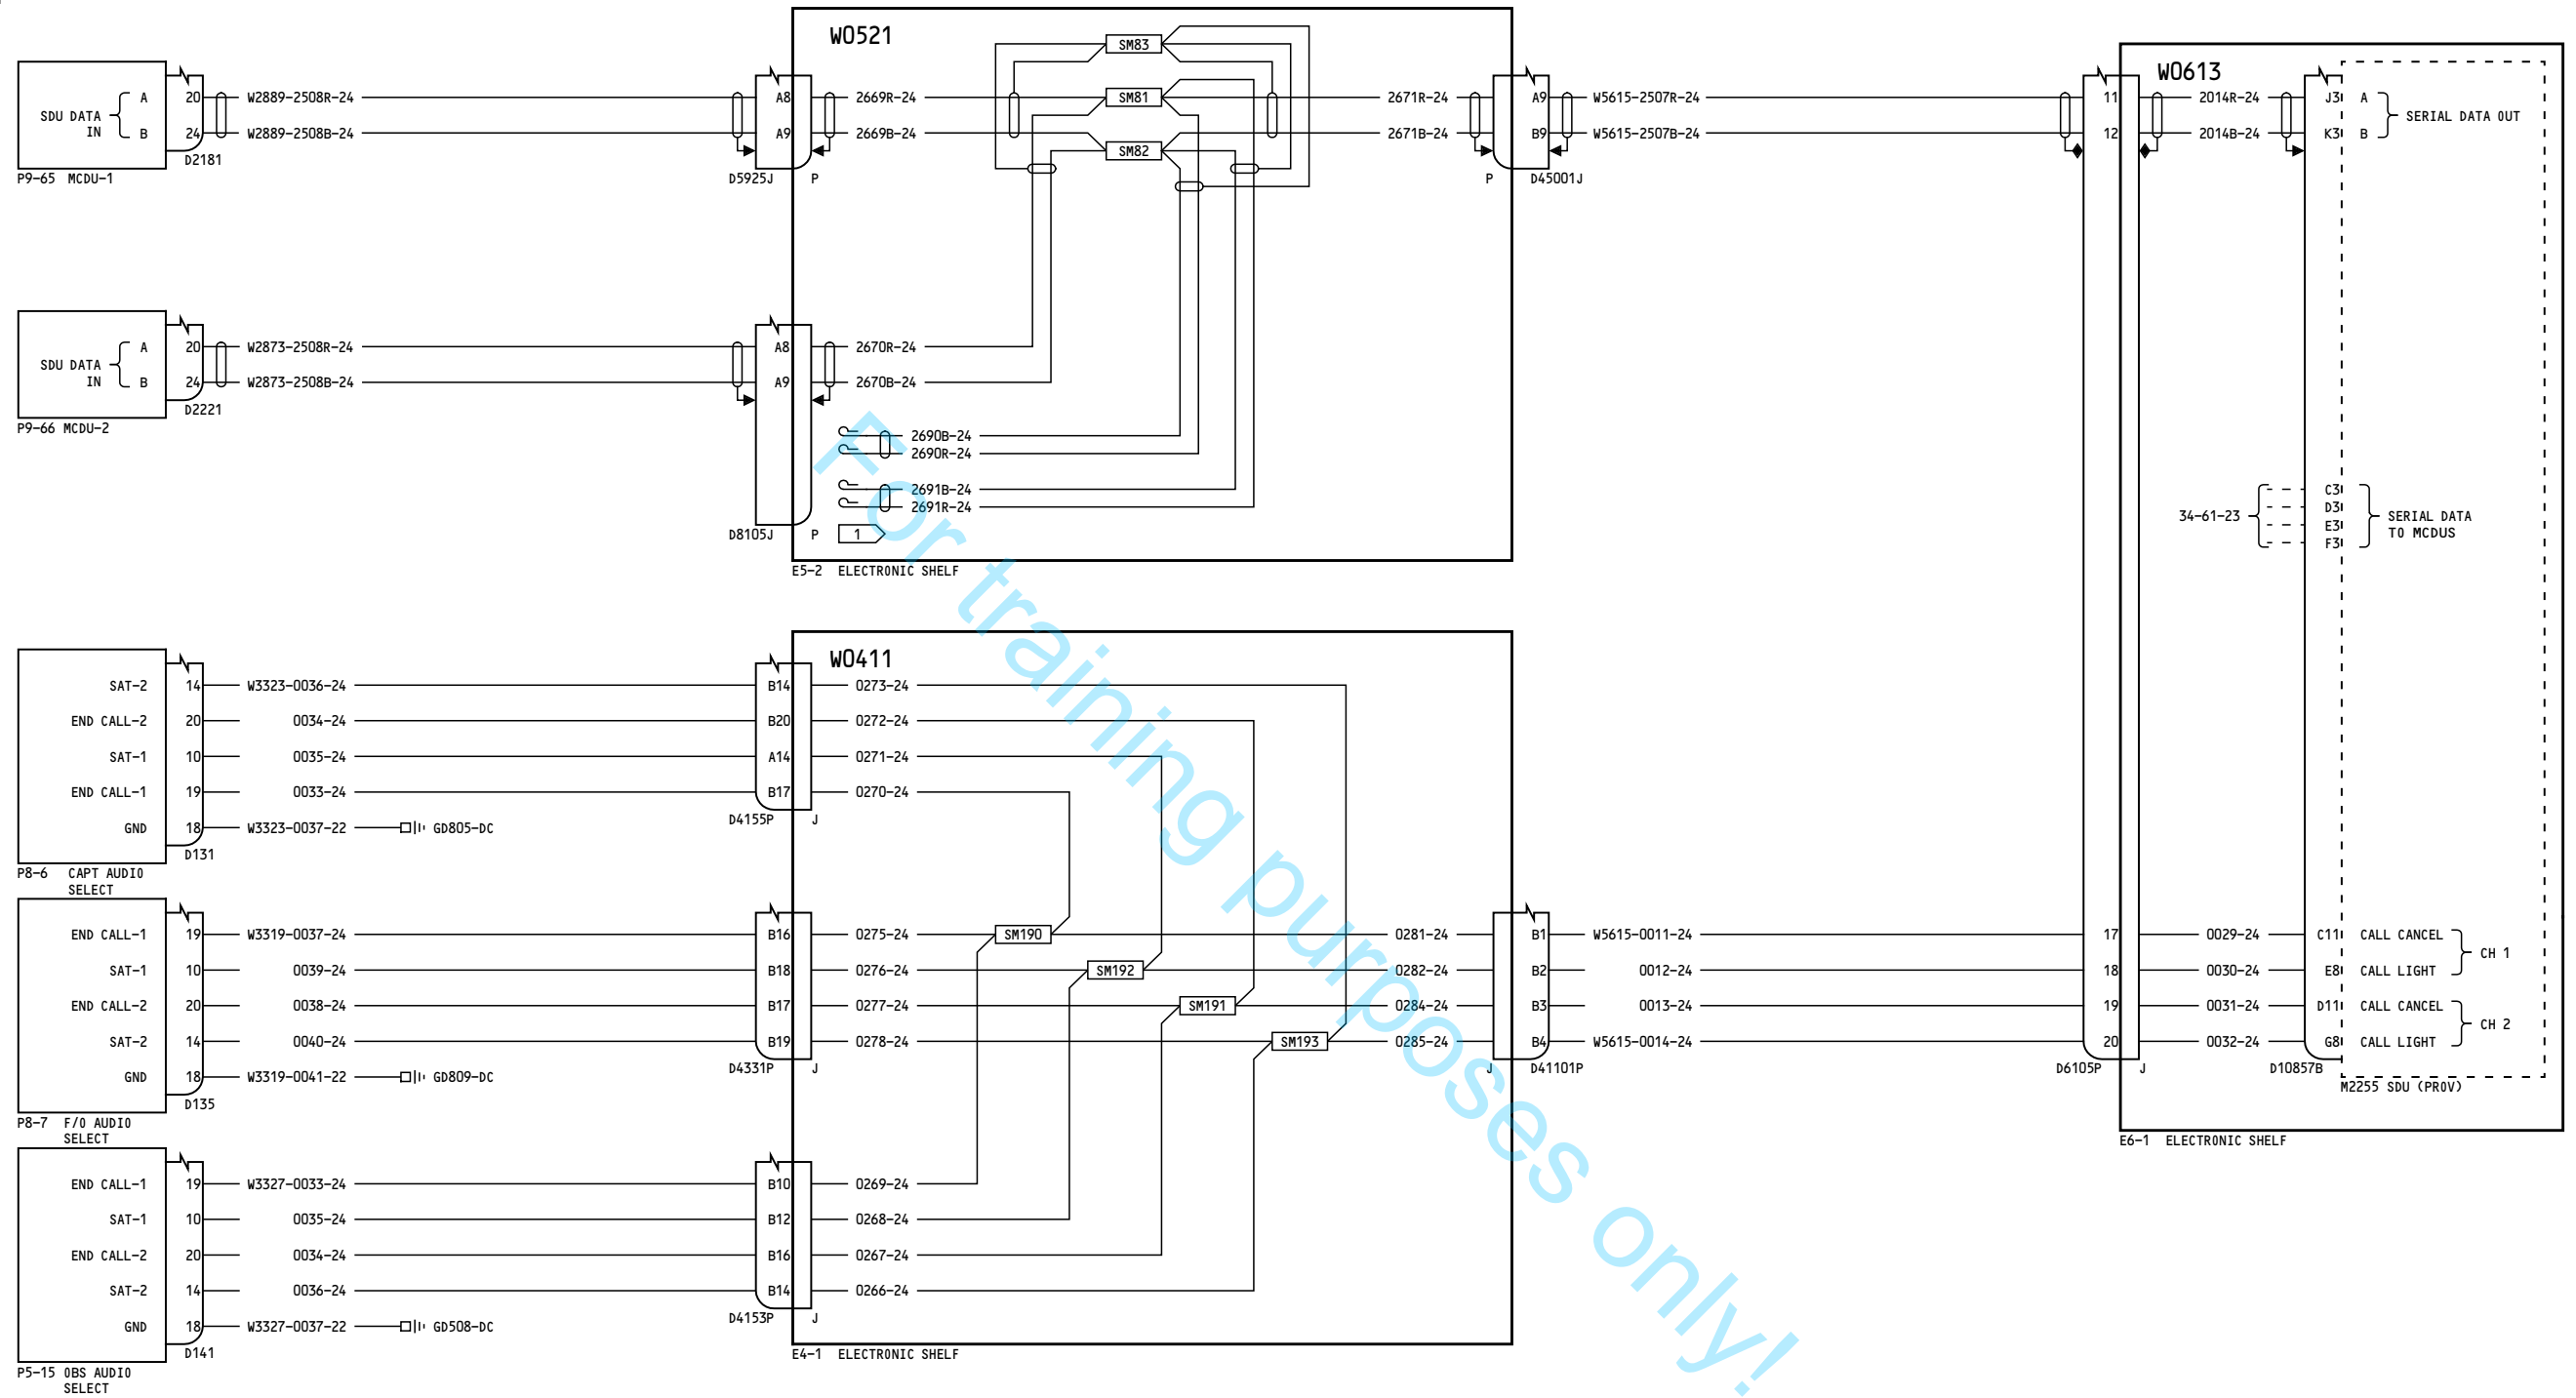 W0521
SM83
SDU DATA IN
A
20
W2889-2508R-24
A8
2669R-24
SM81
2671R-24
A9
W5615-2507R-24
B
24
W2889-2508B-24
A9
2669B-24
SM82
2671B-24
B9
W5615-2507B-24
D2181
P9-65 MCDU-1
D5925J
P
P
D45001J
W0613
11
2014R-24
J3
A
12
2014B-24
K3
B
SERIAL DATA OUT
SDU DATA IN
A
20
W2873-2508R-24
A8
2670R-24
B
24
W2873-2508B-24
A9
2670B-24
D2221
P9-66 MCDU-2
2690B-24
2690R-24
2691B-24
2691R-24
D8105J
P
1
E5-2 ELECTRONIC SHELF
34-61-23
C3
D3
E3
F3
SERIAL DATA
TO MCDUS
W0411
SAT-2
14
W3323-0036-24
B14
0273-24
END CALL-2
20
0034-24
B20
0272-24
SAT-1
10
0035-24
A14
0271-24
END CALL-1
19
0033-24
B17
0270-24
GND
18
W3323-0037-22
GD805-DC
D131
D4155P
J
P8-6 CAPT AUDIO
SELECT
END CALL-1
19
W3319-0037-24
B16
0275-24
SM190
0281-24
B1
W5615-0011-24
17
0029-24
C11
CALL CANCEL
SAT-1
10
0039-24
B18
0276-24
SM192
0282-24
B2
0012-24
18
0030-24
E8
CALL LIGHT
CH 1
END CALL-2
20
0038-24
B17
0277-24
SM191
0284-24
B3
0013-24
19
0031-24
D11
CALL CANCEL
SAT-2
14
0040-24
B19
0278-24
SM193
0285-24
B4
W5615-0014-24
20
0032-24
G8
CALL LIGHT
CH 2
GND
18
W3319-0041-22
GD809-DC
D135
D4331P
J
J
D41101P
D6105P
J
D10857B
M2255 SDU (PROV)
P8-7 F/O AUDIO
SELECT
E6-1 ELECTRONIC SHELF
END CALL-1
19
W3327-0033-24
B10
0269-24
SAT-1
10
0035-24
B12
0268-24
END CALL-2
20
0034-24
B16
0267-24
SAT-2
14
0036-24
B14
0266-24
GND
18
W3327-0037-22
GD508-DC
D141
D4153P
J
E4-1 ELECTRONIC SHELF
P5-15 OBS AUDIO
SELECT
For training purposes only!